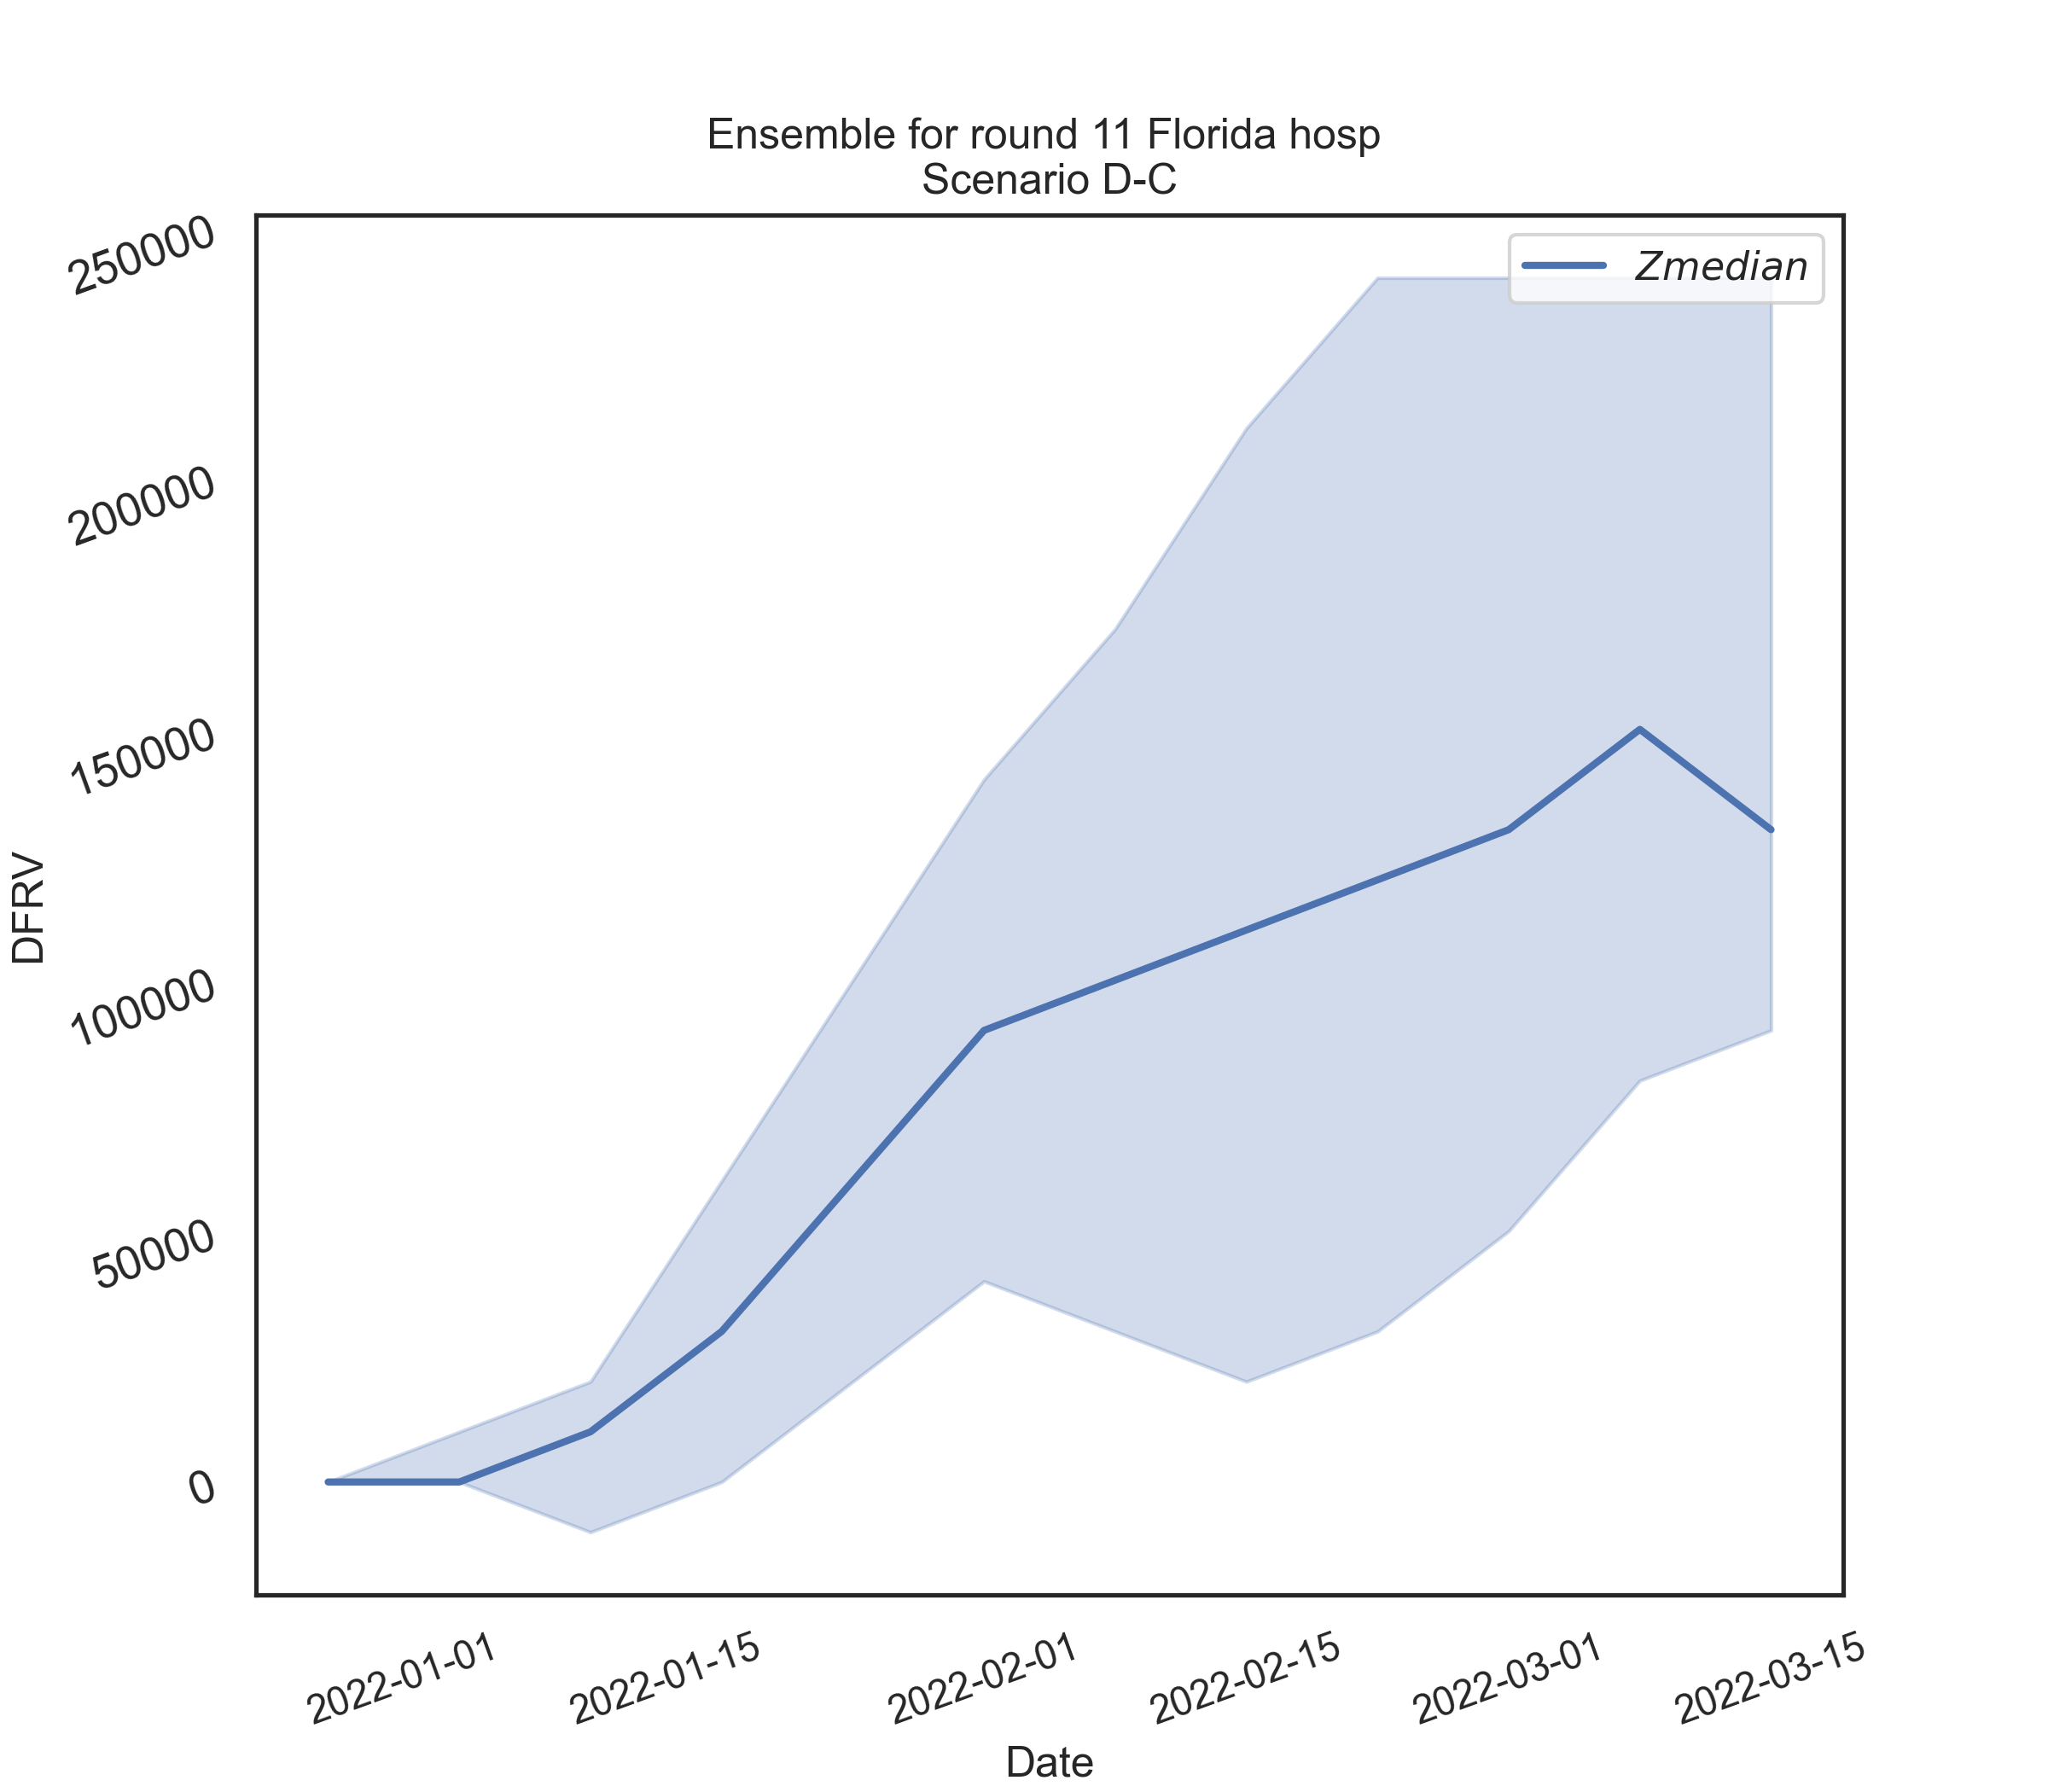 Ensemble for round 11 Florida hosp
Scenario D-C
Zmedian
250000
200000
150000
100000
50000
0
DFRV
2022-01-01
2022-01-15
2022-02-01
2022-02-15
2022-03-01
2022-03-15
Date